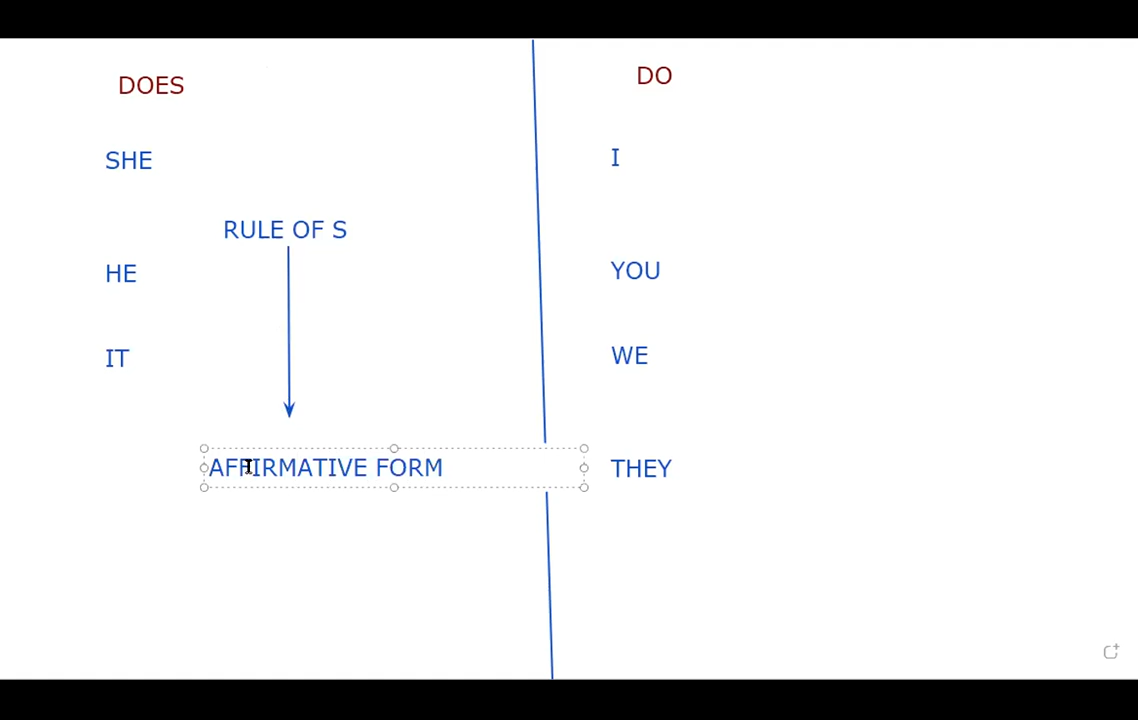 DOES
SHE
RULE OF S
HE
IT
AFFIRMATIVE FORM
DO
I
YOU
WE
THEY